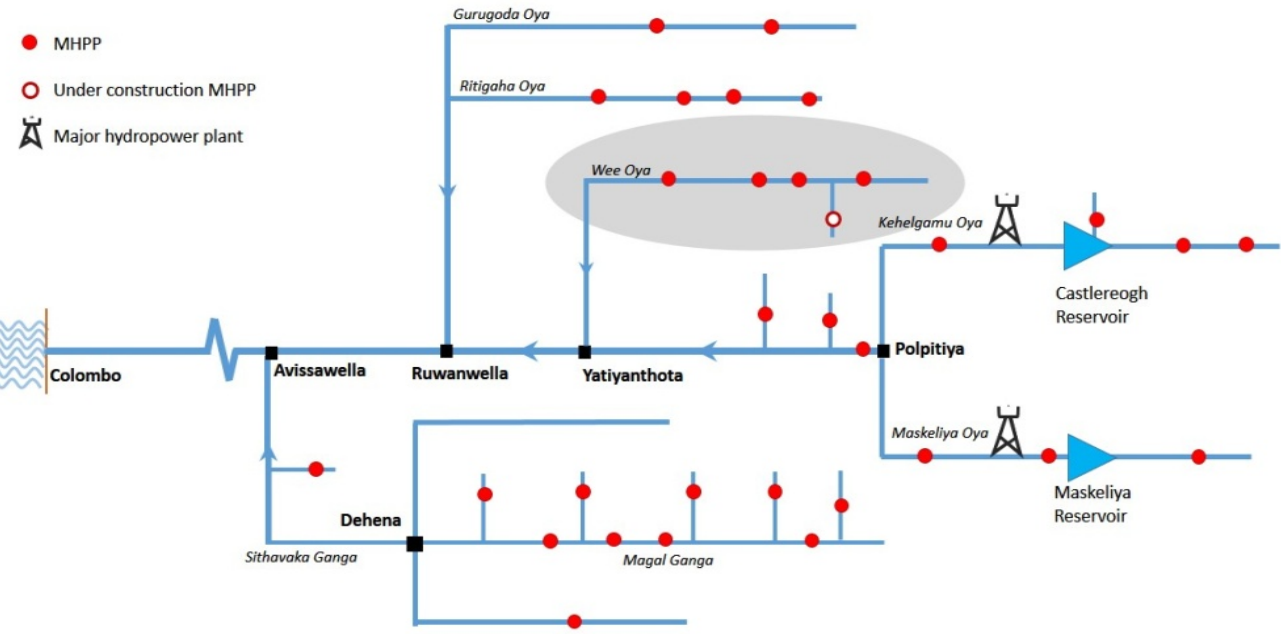 Gurugoda Oya
MHPP
Ritigaha Oya
Under construction MHPP
Major hydropower plant
Wee Oya
Kehelgamu Oya
Castlereogh
Reservoir
Colombo
Avissawella
Ruwanwella
Yatiyanthota
Polpitiya
Maskeliya Oya
Maskeliya
Reservoir
Dehena
Sithavaka Ganga
Magal Ganga